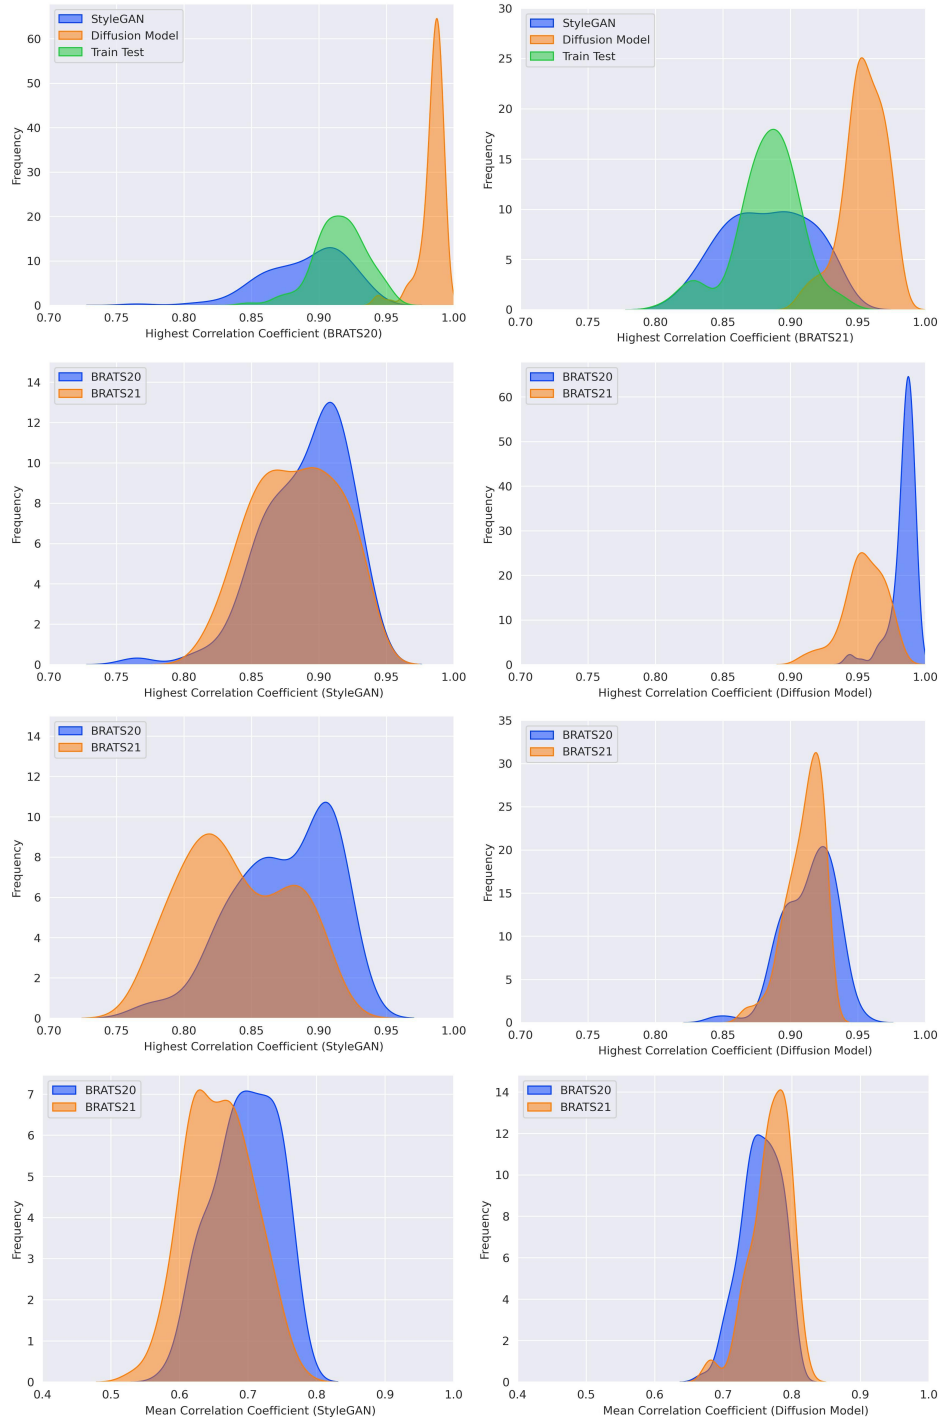 StyleGAN
Diffusion Model
Train Test
60
50
40
30
20
10
0
Frequency
0.70 0.75 0.80 0.85 0.90 0.95 1.00
Highest Correlation Coefficient (BRATS20)
StyleGAN
Diffusion Model
Train Test
30
25
20
15
10
5
0
Frequency
0.70 0.75 0.80 0.85 0.90 0.95 1.00
Highest Correlation Coefficient (BRATS21)
BRATS20
BRATS21
14
12
10
8
6
4
2
0
Frequency
0.70 0.75 0.80 0.85 0.90 0.95 1.00
Highest Correlation Coefficient (StyleGAN)
BRATS20
BRATS21
60
50
40
30
20
10
0
Frequency
0.70 0.75 0.80 0.85 0.90 0.95 1.00
Highest Correlation Coefficient (Diffusion Model)
BRATS20
BRATS21
14
12
10
8
6
4
2
0
Frequency
0.70 0.75 0.80 0.85 0.90 0.95 1.00
Highest Correlation Coefficient (StyleGAN)
BRATS20
BRATS21
35
30
25
20
15
10
5
0
Frequency
0.70 0.75 0.80 0.85 0.90 0.95 1.00
Highest Correlation Coefficient (Diffusion Model)
BRATS20
BRATS21
7
6
5
4
3
2
1
0
Frequency
0.4 0.5 0.6 0.7 0.8 0.9 1.0
Mean Correlation Coefficient (StyleGAN)
BRATS20
BRATS21
14
12
10
8
6
4
2
0
Frequency
0.4 0.5 0.6 0.7 0.8 0.9 1.0
Mean Correlation Coefficient (Diffusion Model)